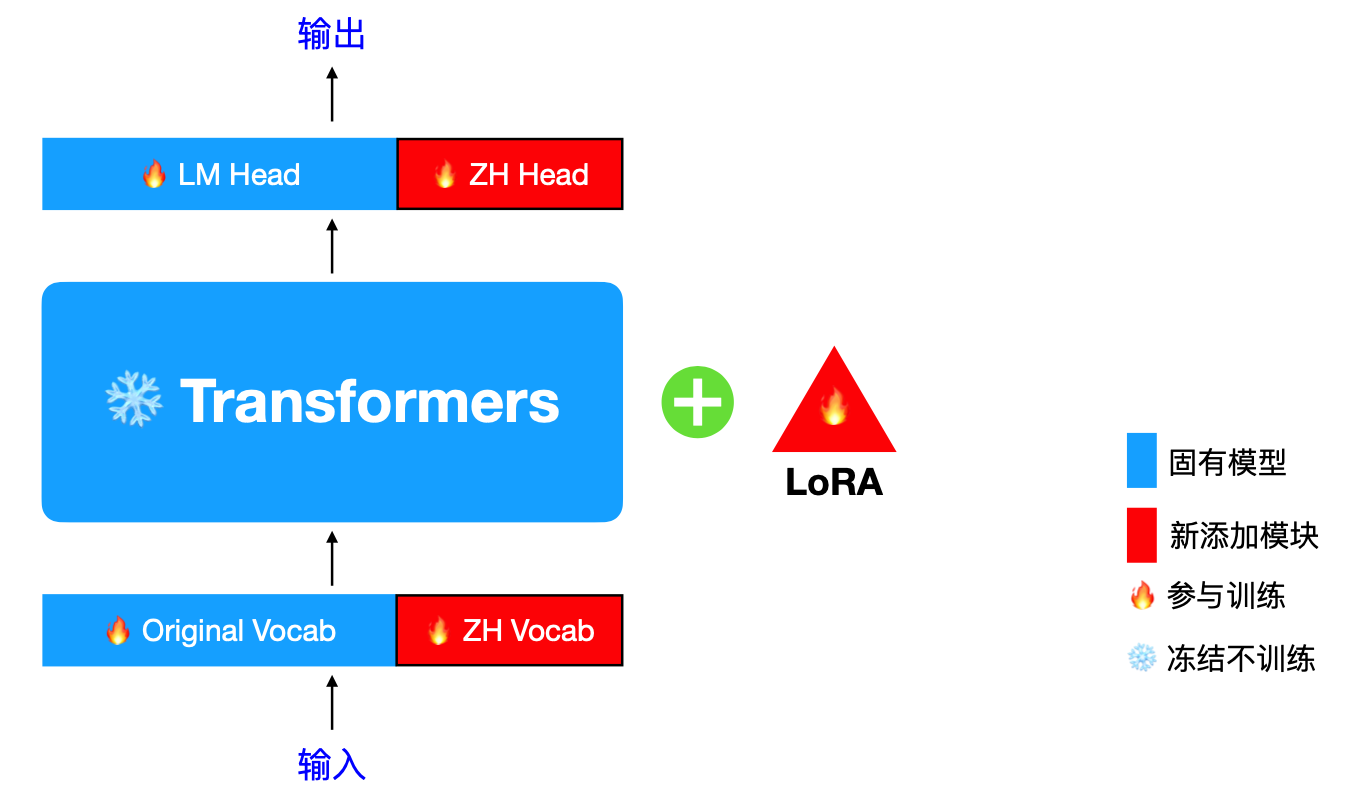 输出
🔥 LM Head
🔥 ZH Head
❄️ Transformers
🔥
LoRA
🔥 Original Vocab
🔥 ZH Vocab
输入
固有模型
新添加模块
🔥 参与训练
❄️ 冻结不训练